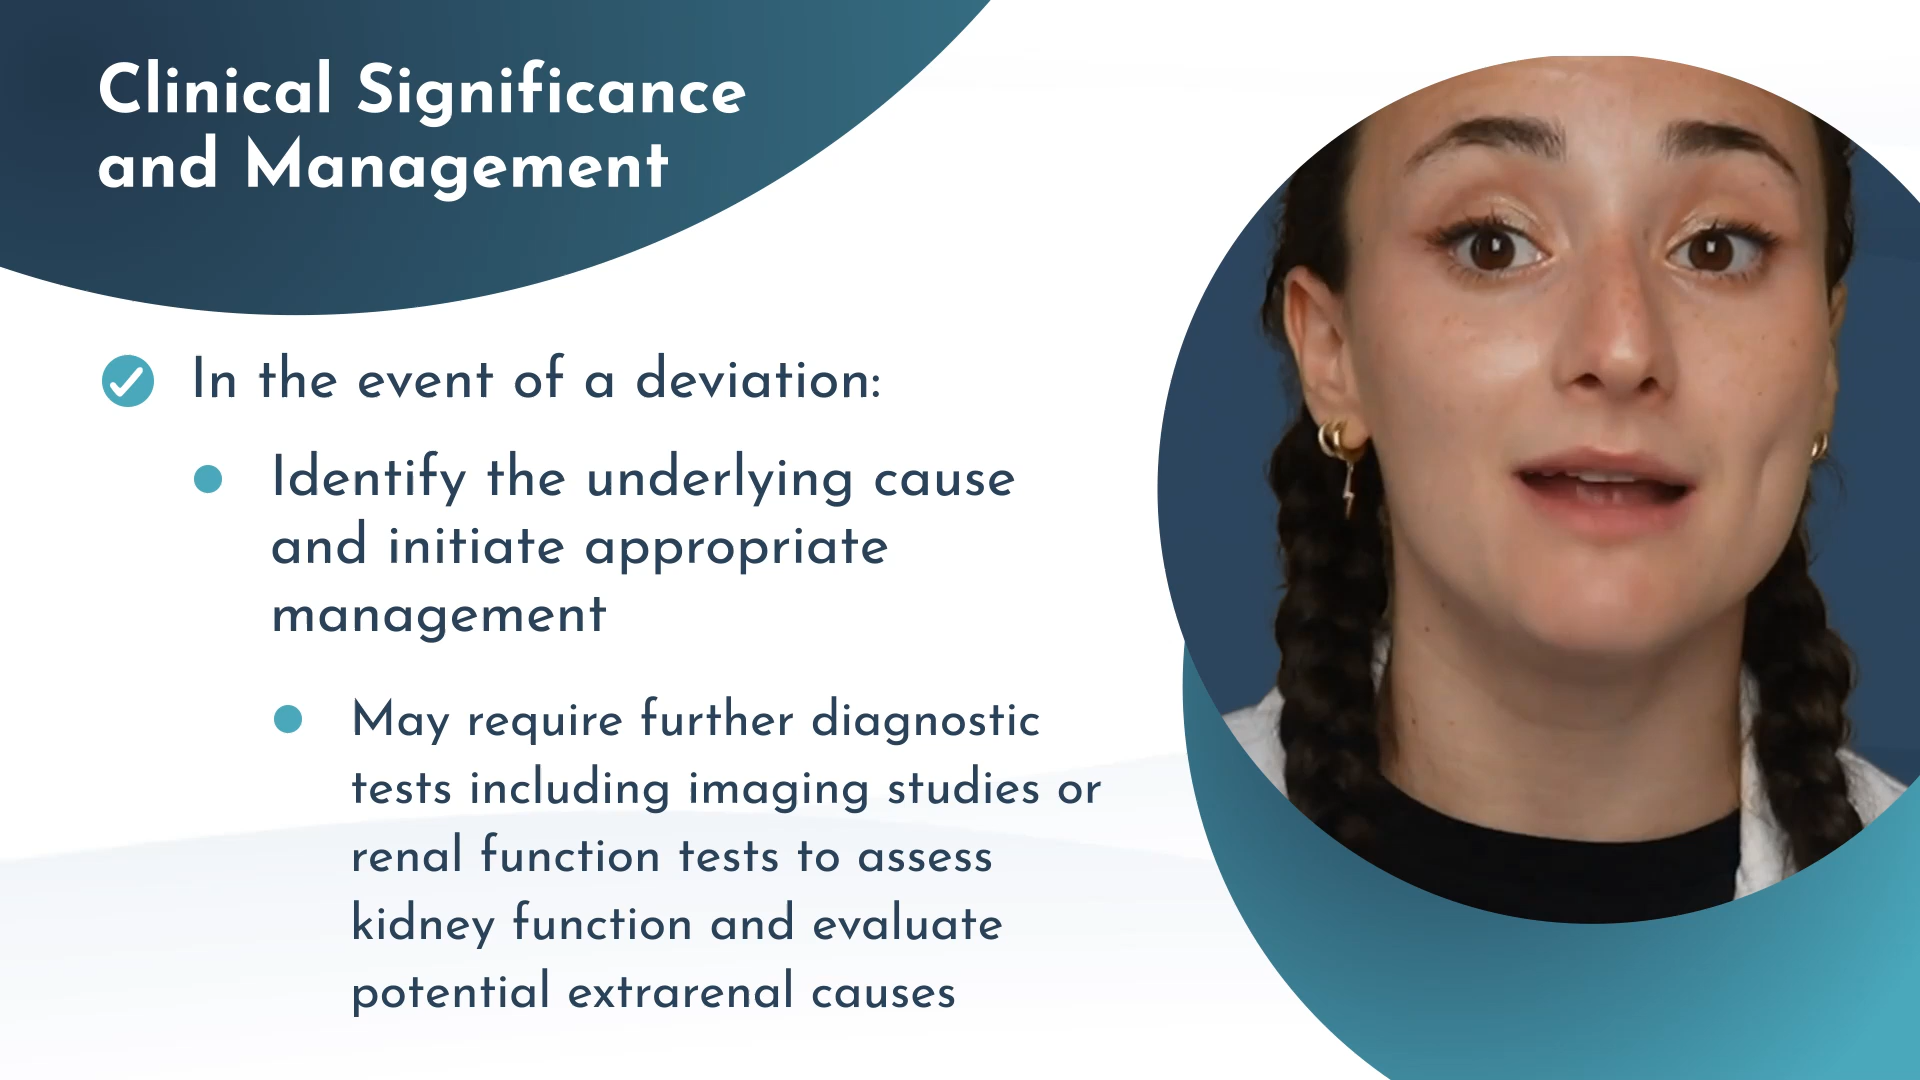 Clinical Significance
and Management
In the event of a deviation:
Identify the underlying cause
and initiate appropriate
management
May require further diagnostic
tests including imaging studies or
renal function tests to assess
kidney function and evaluate
potential extrarenal causes